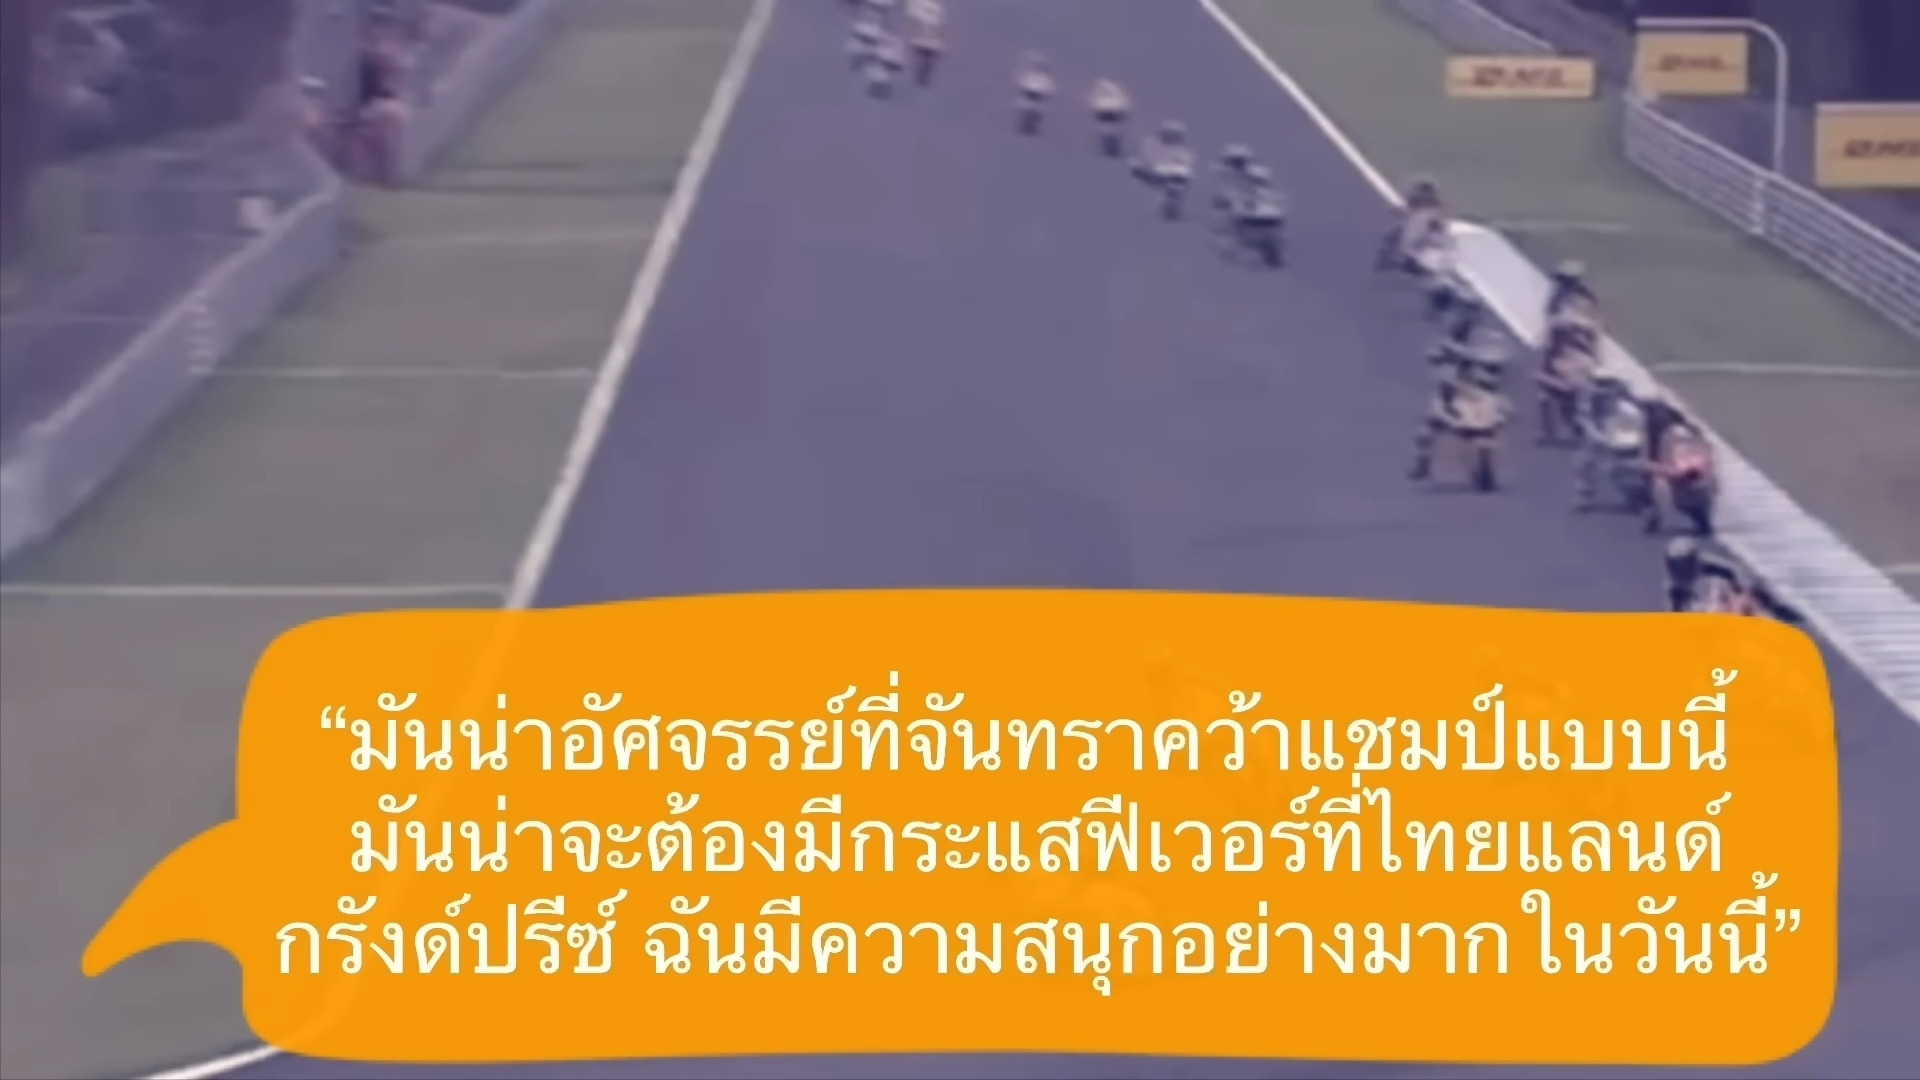 “มันน่าอัศจรรย์ที่จันทราคว้าแชมป์แบบนี้
มันน่าจะต้องมีกระแสฟีเวอร์ที่ไทยแลนด์
กรังด์ปรีซ์ ฉันมีความสนุกอย่างมาก ในวันนี้”